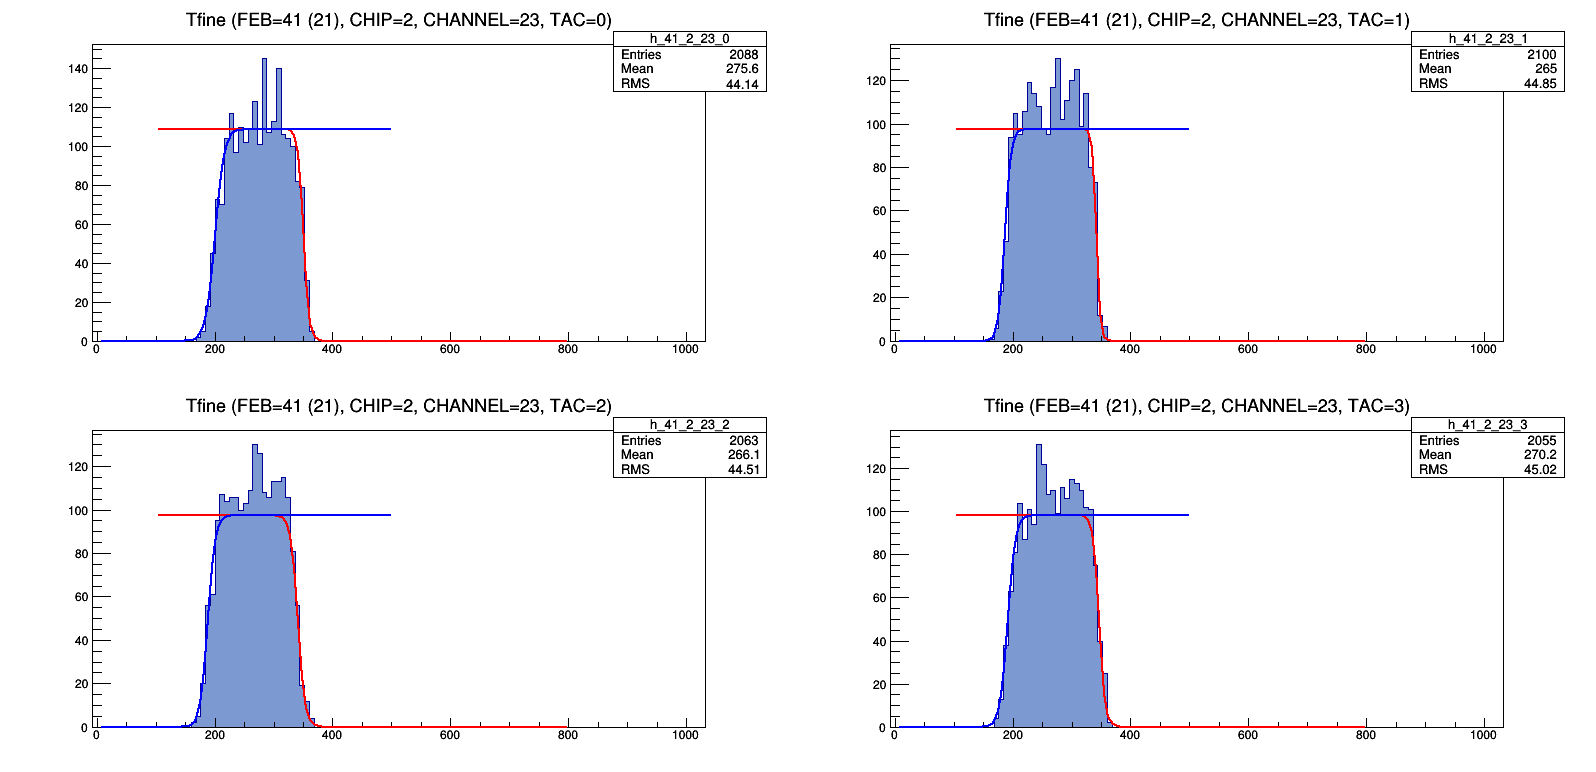 Tfine (FEB=41 (21), CHIP=2, CHANNEL=23, TAC=0)
h_41_2_23_0
Entries 2088
Mean 275.6
RMS 44.14
140
120
100
80
60
40
20
0
0 200 400 600 800 1000
Tfine (FEB=41 (21), CHIP=2, CHANNEL=23, TAC=1)
h_41_2_23_1
Entries 2100
Mean 265
RMS 44.85
120
100
80
60
40
20
0
0 200 400 600 800 1000
Tfine (FEB=41 (21), CHIP=2, CHANNEL=23, TAC=2)
h_41_2_23_2
Entries 2063
Mean 266.1
RMS 44.51
120
100
80
60
40
20
0
0 200 400 600 800 1000
Tfine (FEB=41 (21), CHIP=2, CHANNEL=23, TAC=3)
h_41_2_23_3
Entries 2055
Mean 270.2
RMS 45.02
120
100
80
60
40
20
0
0 200 400 600 800 1000